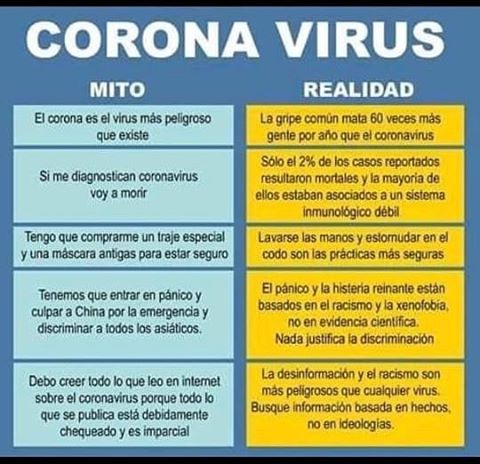 CORONA VIRUS
MITO
REALIDAD
El corona es el virus más peligroso
que existe
La gripe común mata 60 veces más
gente por año que el coronavirus
Si me diagnostican coronavirus
voy a morir
Sólo el 2% de los casos reportados
resultaron mortales y la mayoría de
ellos estaban asociados a un sistema
inmunológico débil
Tengo que comprarme un traje especial
y una máscara antigas para estar seguro
Lavarse las manos y estornudar en el
codo son las prácticas más seguras
Tenemos que entrar en pánico y
culpar a China por la emergencia y
discriminar a todos los asiáticos.
El pánico y la histeria reinante están
basados en el racismo y la xenofobia,
no en evidencia científica.
Nada justifica la discriminación
Debo creer todo lo que leo en internet
sobre el coronavirus porque todo lo
que se publica está debidamente
chequeado y es imparcial
La desinformación y el racismo son
más peligrosos que cualquier virus.
Busque información basada en hechos,
no en ideologías.